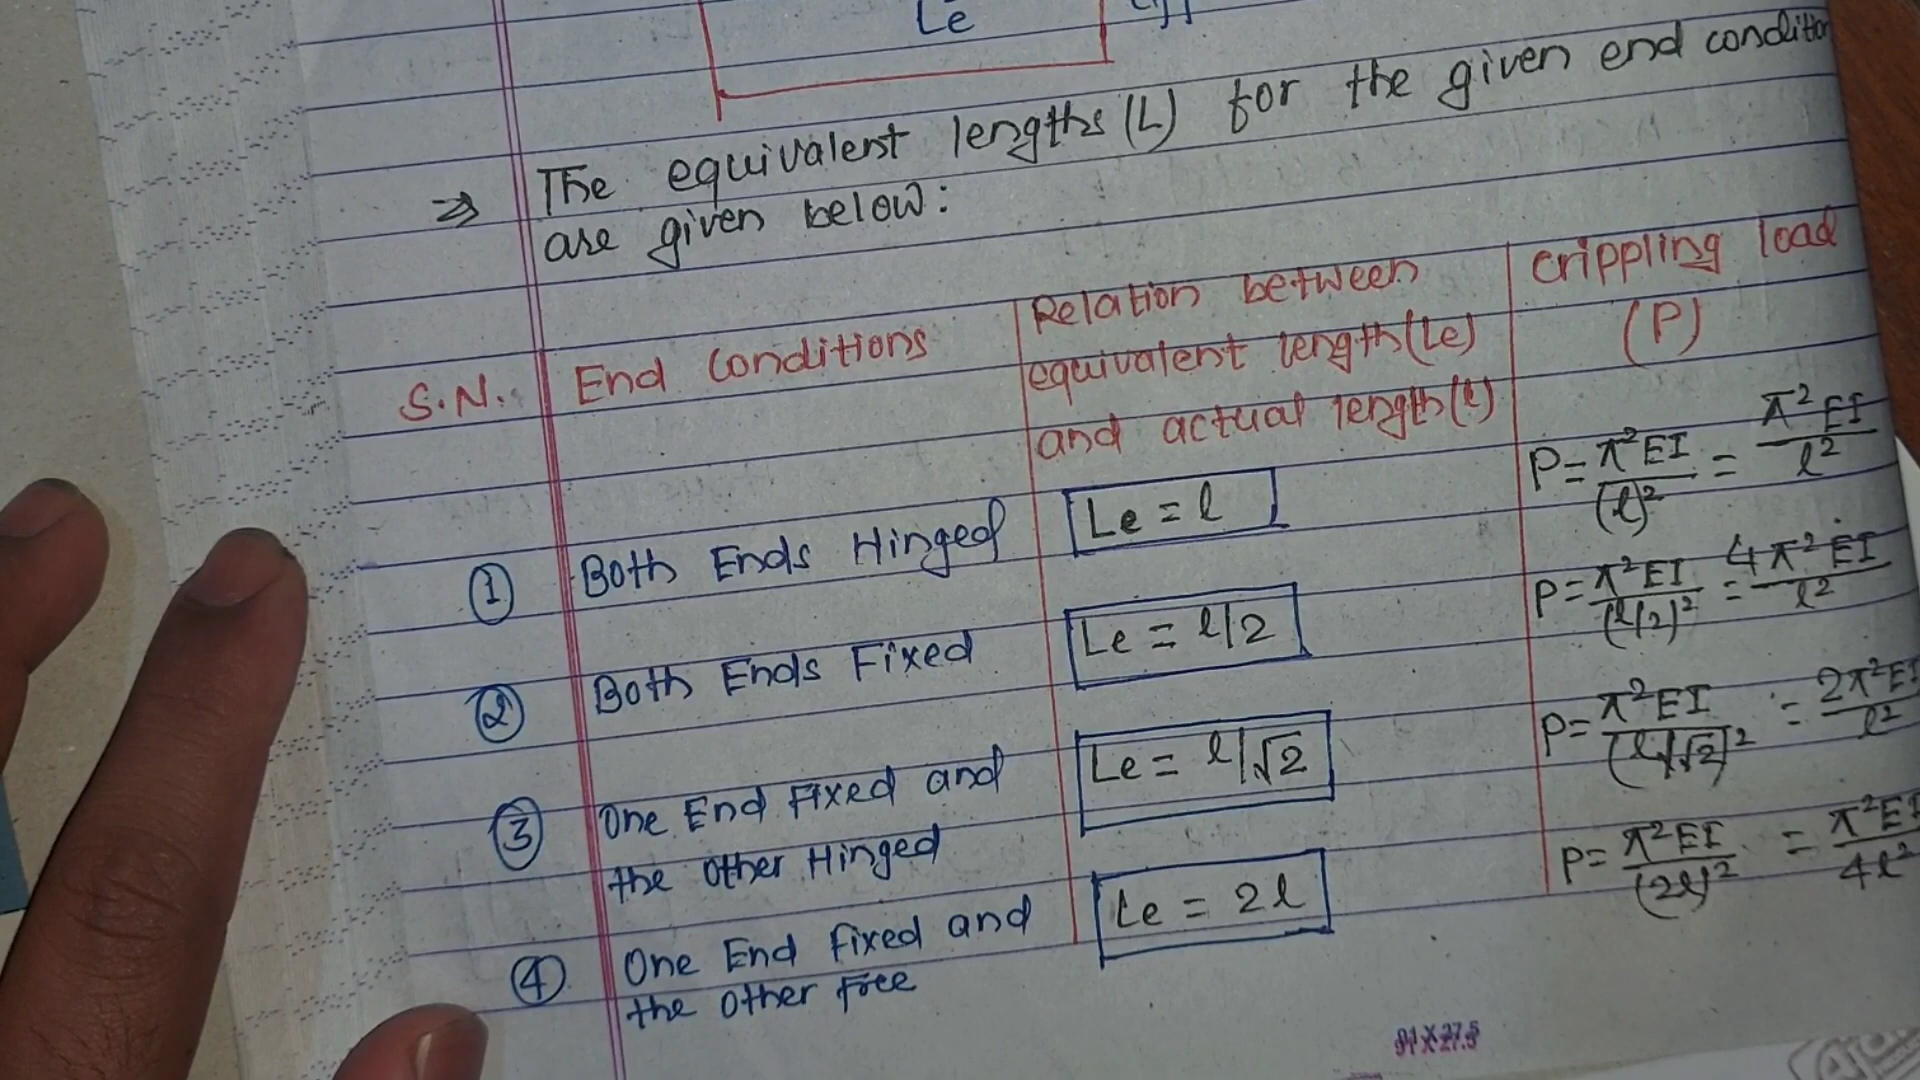 Le
⇒ The equivalent lengths (L) for the given end condition
are given below:
S.N. End Conditions Relation between equivalent length (Le) and actual length (l) Crippling load (P)
① Both Ends Hinged Le = l P = π²EI/(l)² = π²EI/l²
② Both Ends Fixed Le = l/2 P = π²EI/(l/2)² = 4π²EI/l²
③ One End Fixed and the Other Hinged Le = l/√2 P = π²EI/(l/√2)² = 2π²EI/l²
④ One End Fixed and the Other Free Le = 2l P = π²EI/(2l)² = π²EI/4l²